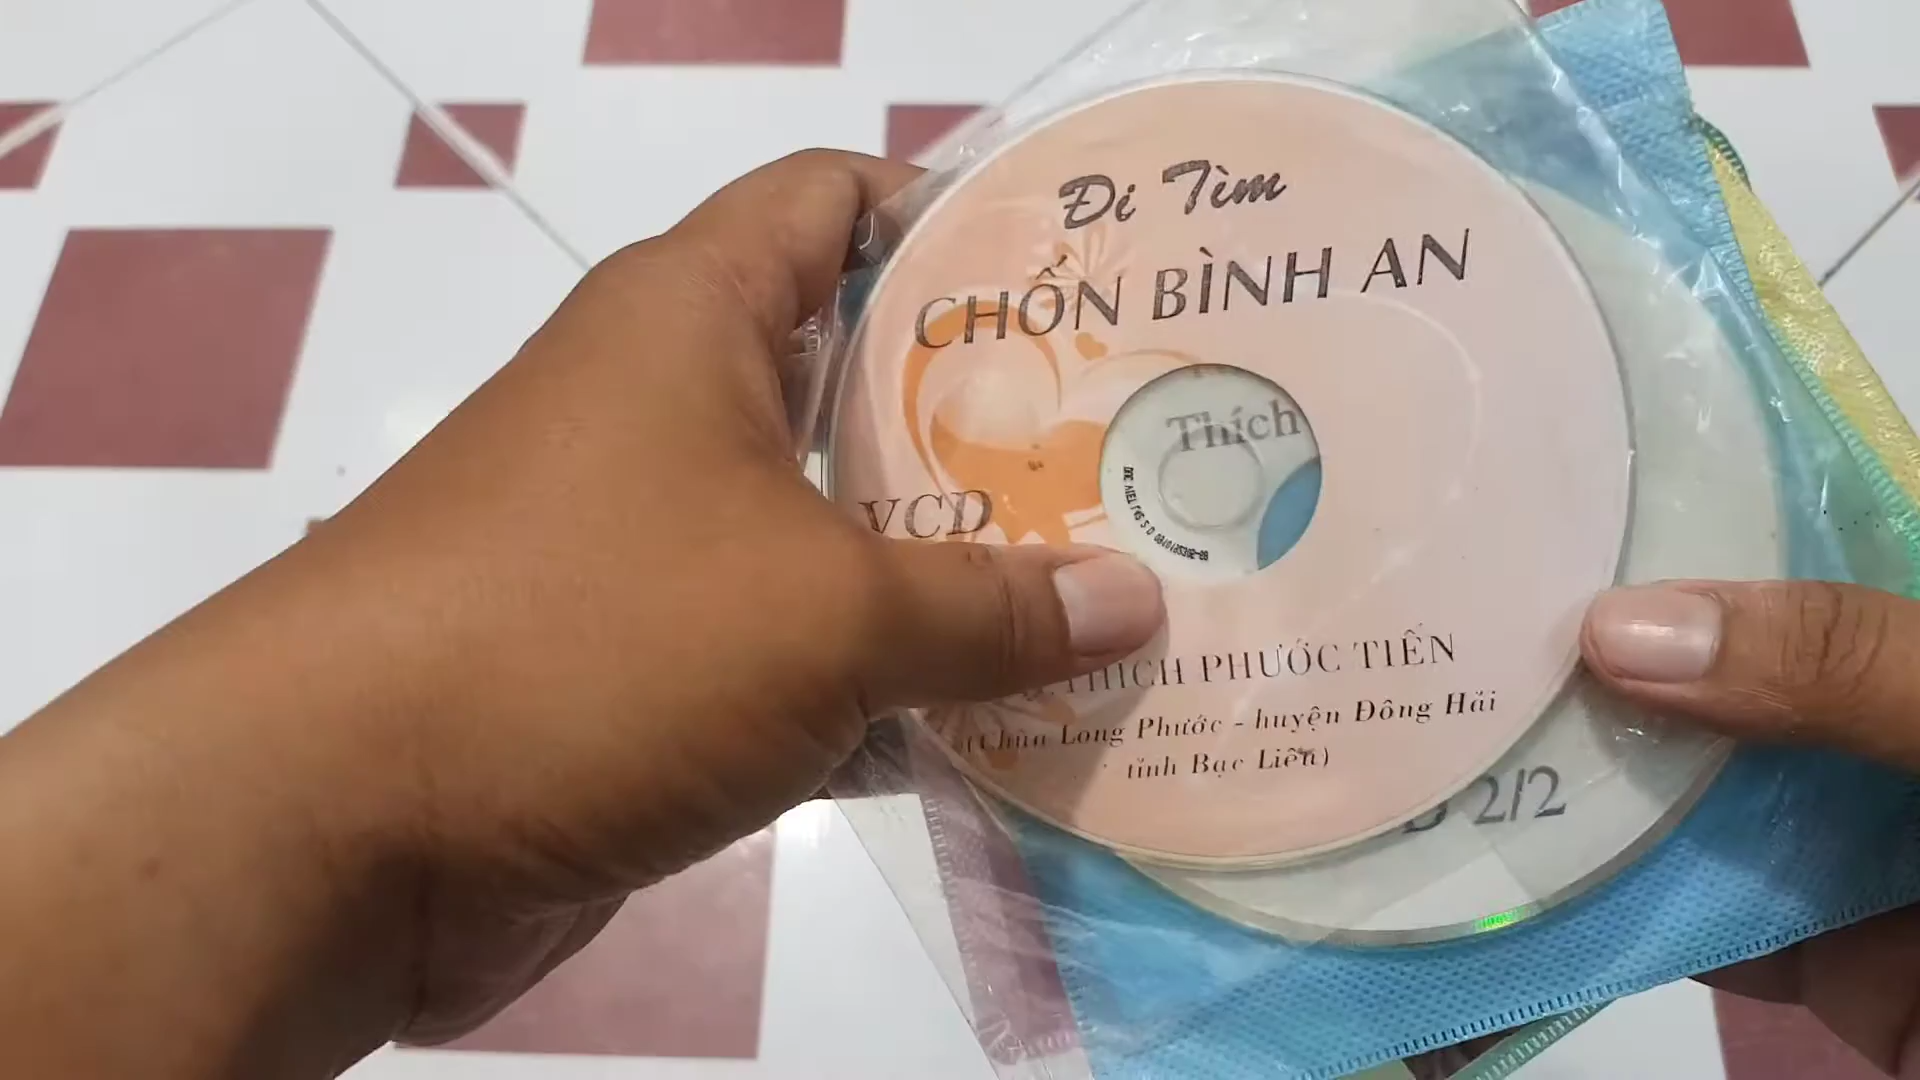 Đi Tìm
CHỐN BÌNH AN
Thích
VCD
THÍCH PHƯỚC TIẾN
(Chùa Long Phước - huyện Đông Hải
tỉnh Bạc Liêu)
2/2